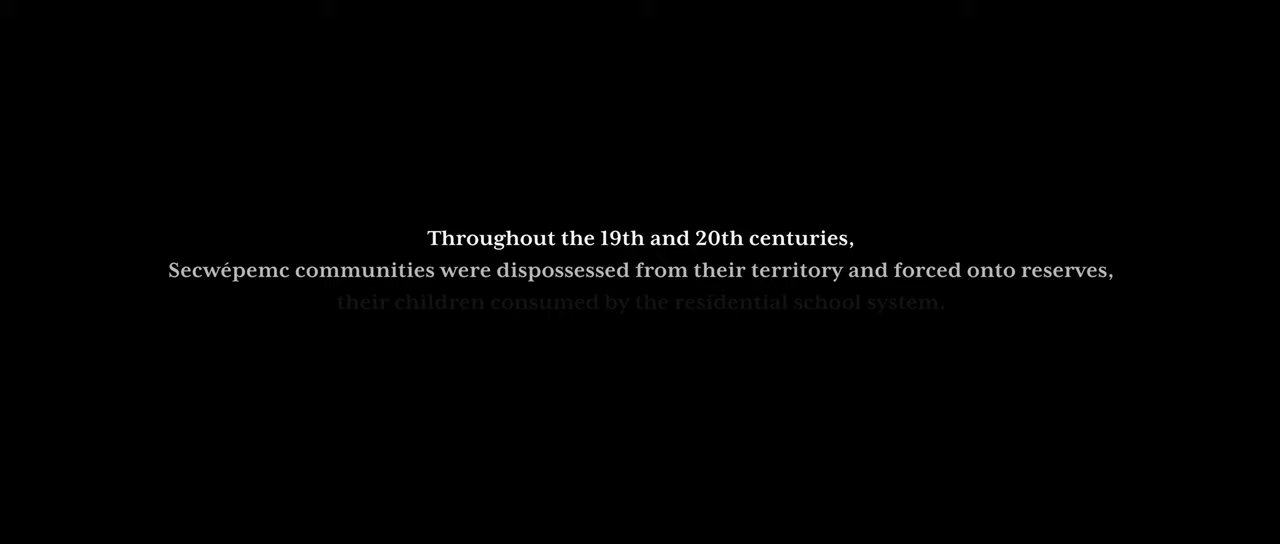 Throughout the 19th and 20th centuries,
Secwépemc communities were dispossessed from their territory and forced onto reserves,
their children consumed by the residential school system.